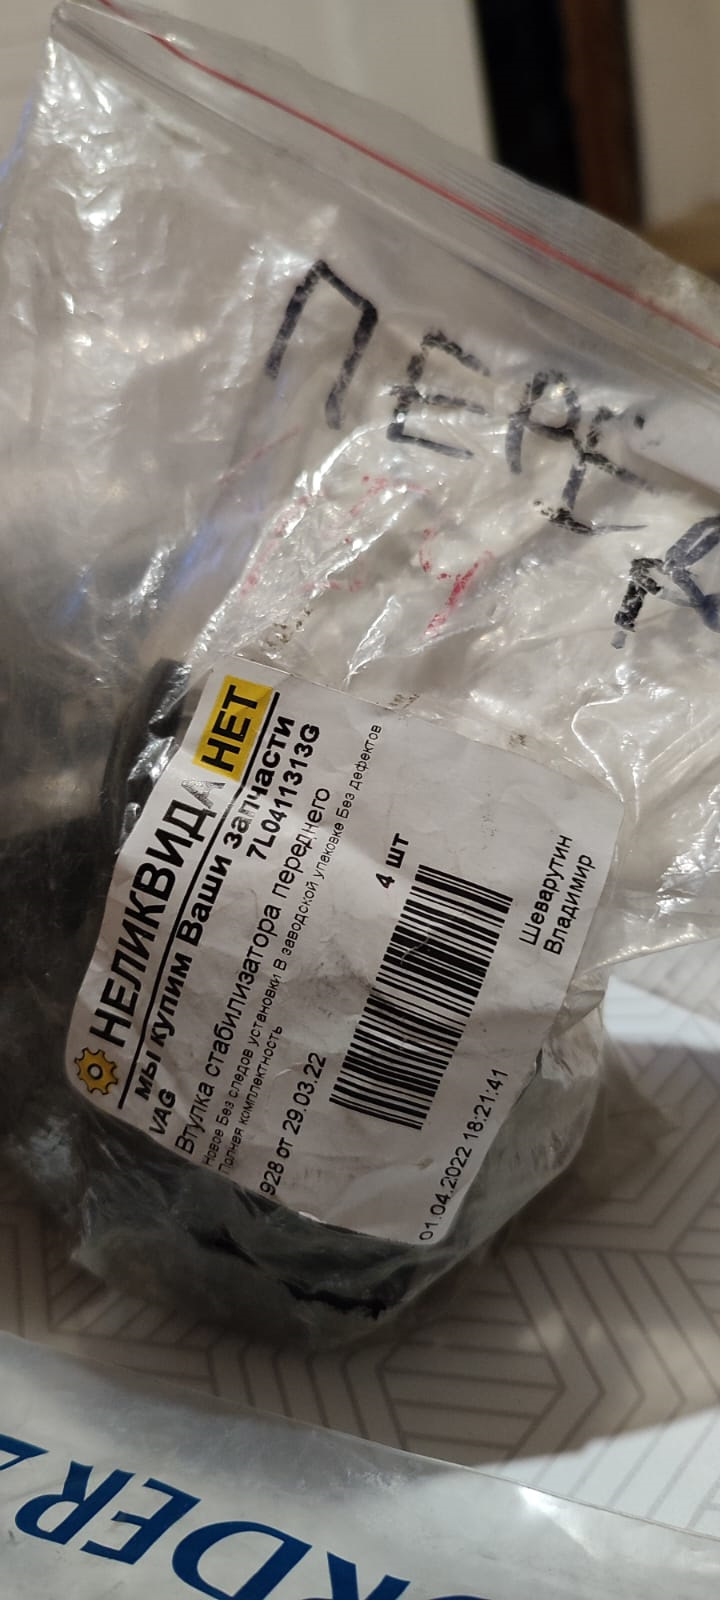 ПЕРЕ
НЕЛИКВИДА НЕТ
мы купим Ваши запчасти
VAG 7L0411313G
Втулка стабилизатора переднего
Новое Без следов установки В заводской упаковке Без дефектов
Полная комплектность
928 от 29.03.22
4 шт
01.04.2022 18:21:41
Шеварутин
Владимир